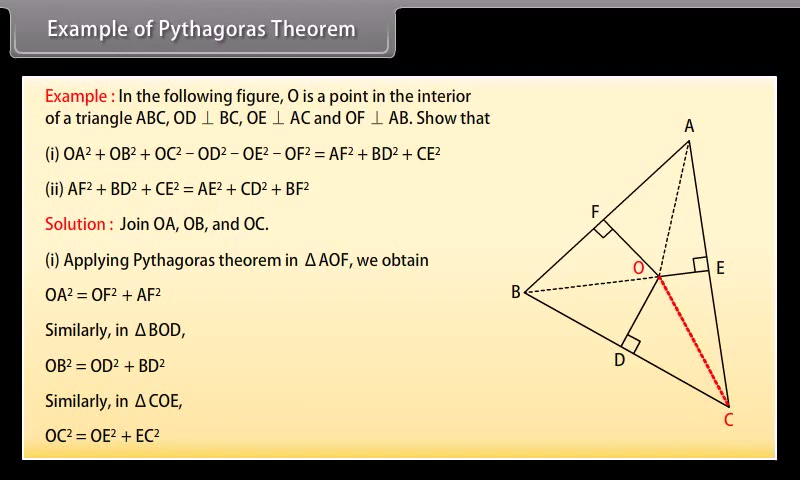 Example of Pythagoras Theorem
Example : In the following figure, O is a point in the interior
of a triangle ABC, OD ⊥ BC, OE ⊥ AC and OF ⊥ AB. Show that
(i) OA² + OB² + OC² – OD² – OE² – OF² = AF² + BD² + CE²
(ii) AF² + BD² + CE² = AE² + CD² + BF²
Solution : Join OA, OB, and OC.
(i) Applying Pythagoras theorem in ΔAOF, we obtain
OA² = OF² + AF²
Similarly, in ΔBOD,
OB² = OD² + BD²
Similarly, in ΔCOE,
OC² = OE² + EC²
A
F
O
E
B
D
C